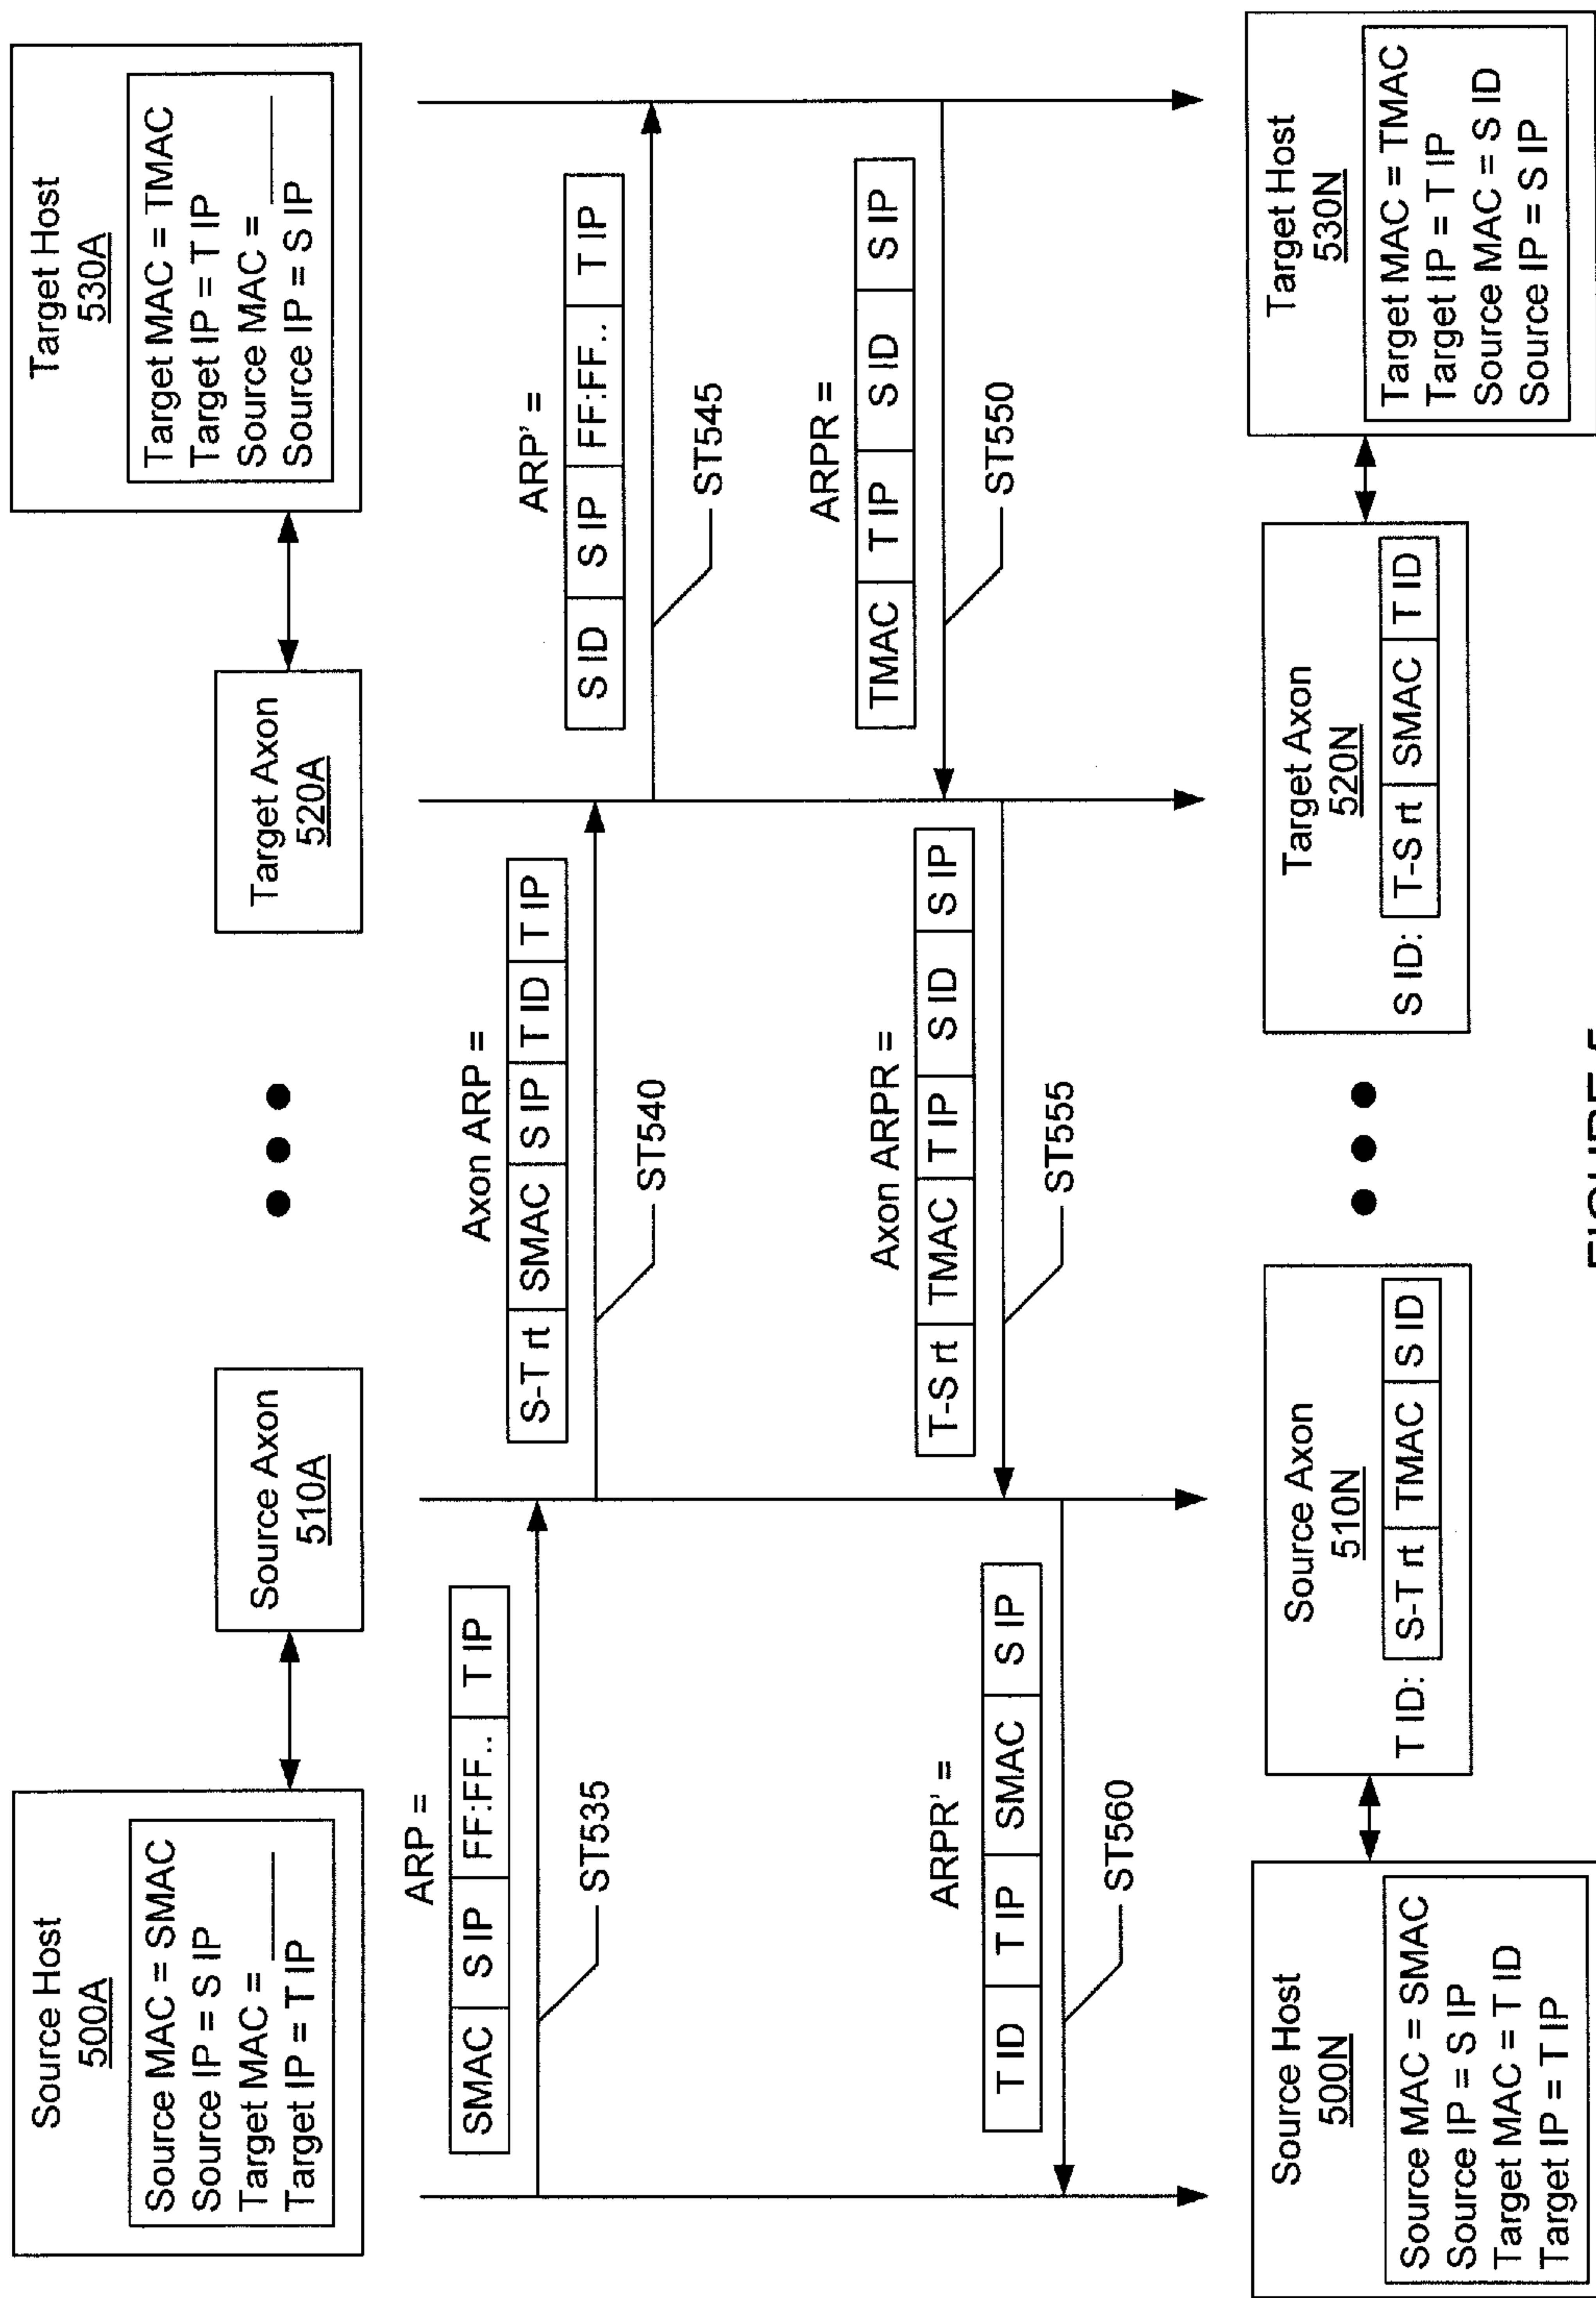 Source Host
500A
Source MAC = SMAC
Source IP = S IP
Target MAC = ____
Target IP = T IP
Source Axon
510A
Target Axon
520A
Target Host
530A
Target MAC = TMAC
Target IP = T IP
Source MAC = ____
Source IP = S IP
ARP =
SMAC S IP FF:FF.. T IP
ST535
Axon ARP =
S-T rt SMAC S IP T ID T IP
ST540
ARP' =
S ID S IP FF:FF.. T IP
ST545
ARPR =
TMAC T IP S ID S IP
ST550
Axon ARPR =
T-S rt TMAC T IP S ID S IP
ST555
ARPR' =
T ID T IP SMAC S IP
ST560
Source Host
500N
Source MAC = SMAC
Source IP = S IP
Target MAC = T ID
Target IP = T IP
Source Axon
510N
T ID: S-T rt TMAC S ID
Target Axon
520N
S ID: T-S rt SMAC T ID
Target Host
530N
Target MAC = TMAC
Target IP = T IP
Source MAC = S ID
Source IP = S IP
FIGURE 5